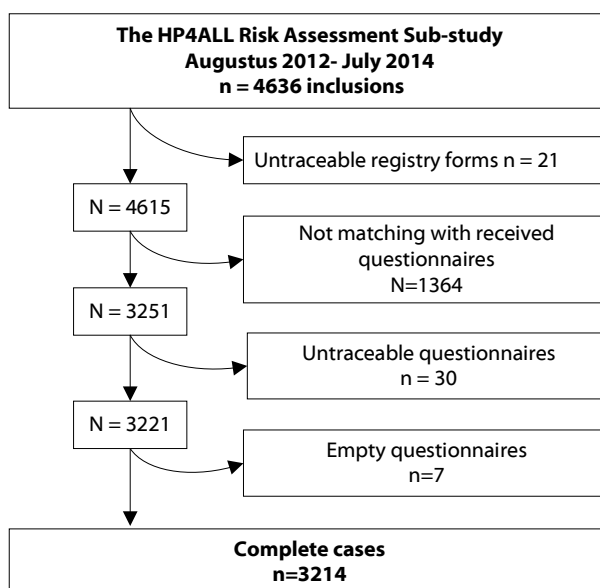 The HP4ALL Risk Assessment Sub-study
Augustus 2012- July 2014
n = 4636 inclusions
Untraceable registry forms n = 21
N = 4615
Not matching with received
questionnaires
N=1364
N = 3251
Untraceable questionnaires
n = 30
N = 3221
Empty questionnaires
n=7
Complete cases
n=3214